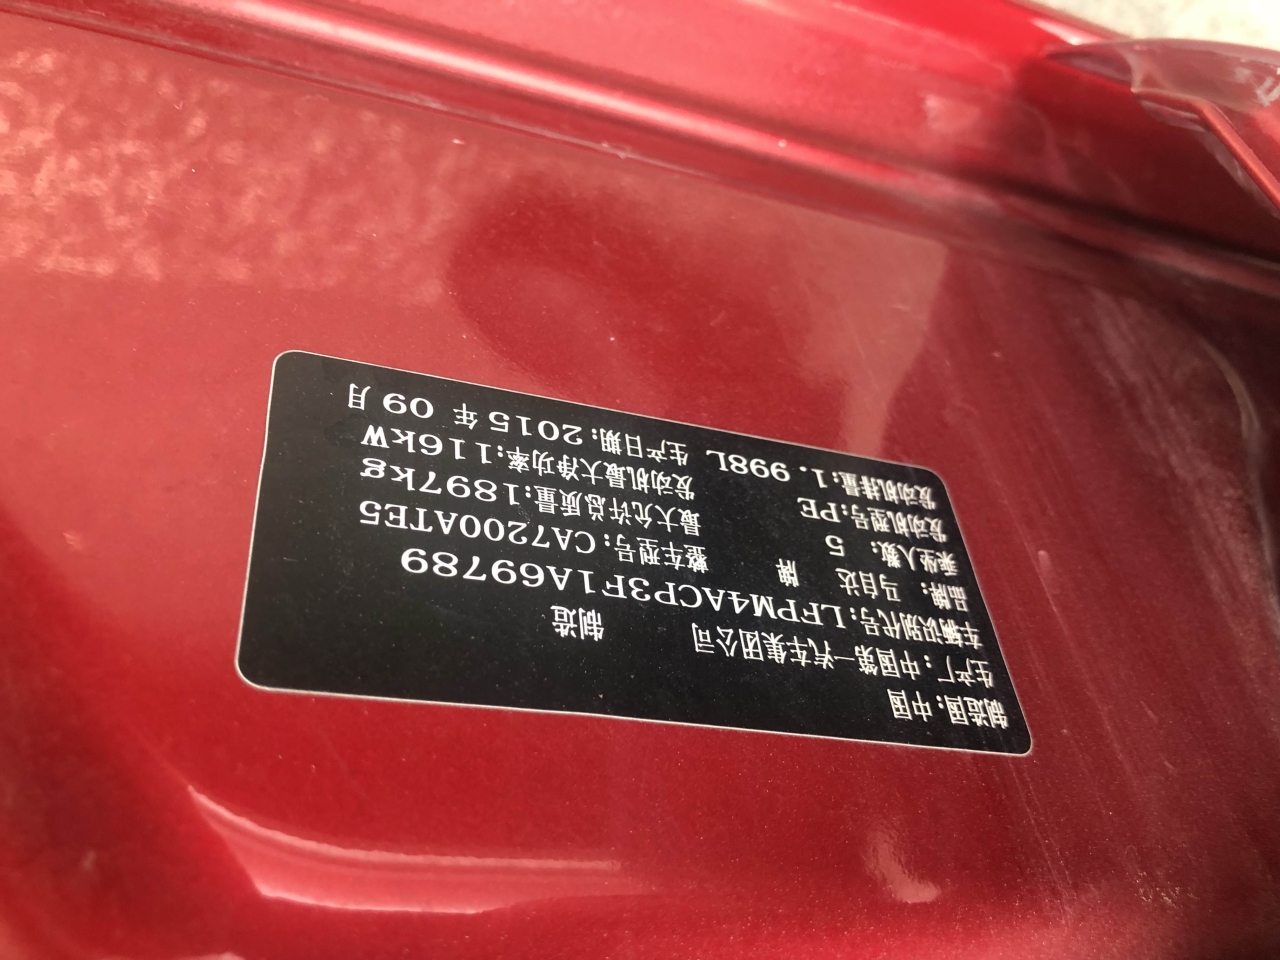 制造国：中国
生产厂：中国第一汽车集团公司 制造
车辆识别代号：LFPM4ACP3F1A69789
品牌：马自达 牌 整车型号：CA7200ATE5
乘坐人数：5 最大允许总质量：1897kg
发动机型号：PE 发动机最大净功率：116kW
发动机排量：1.998L 生产日期：2015年09月